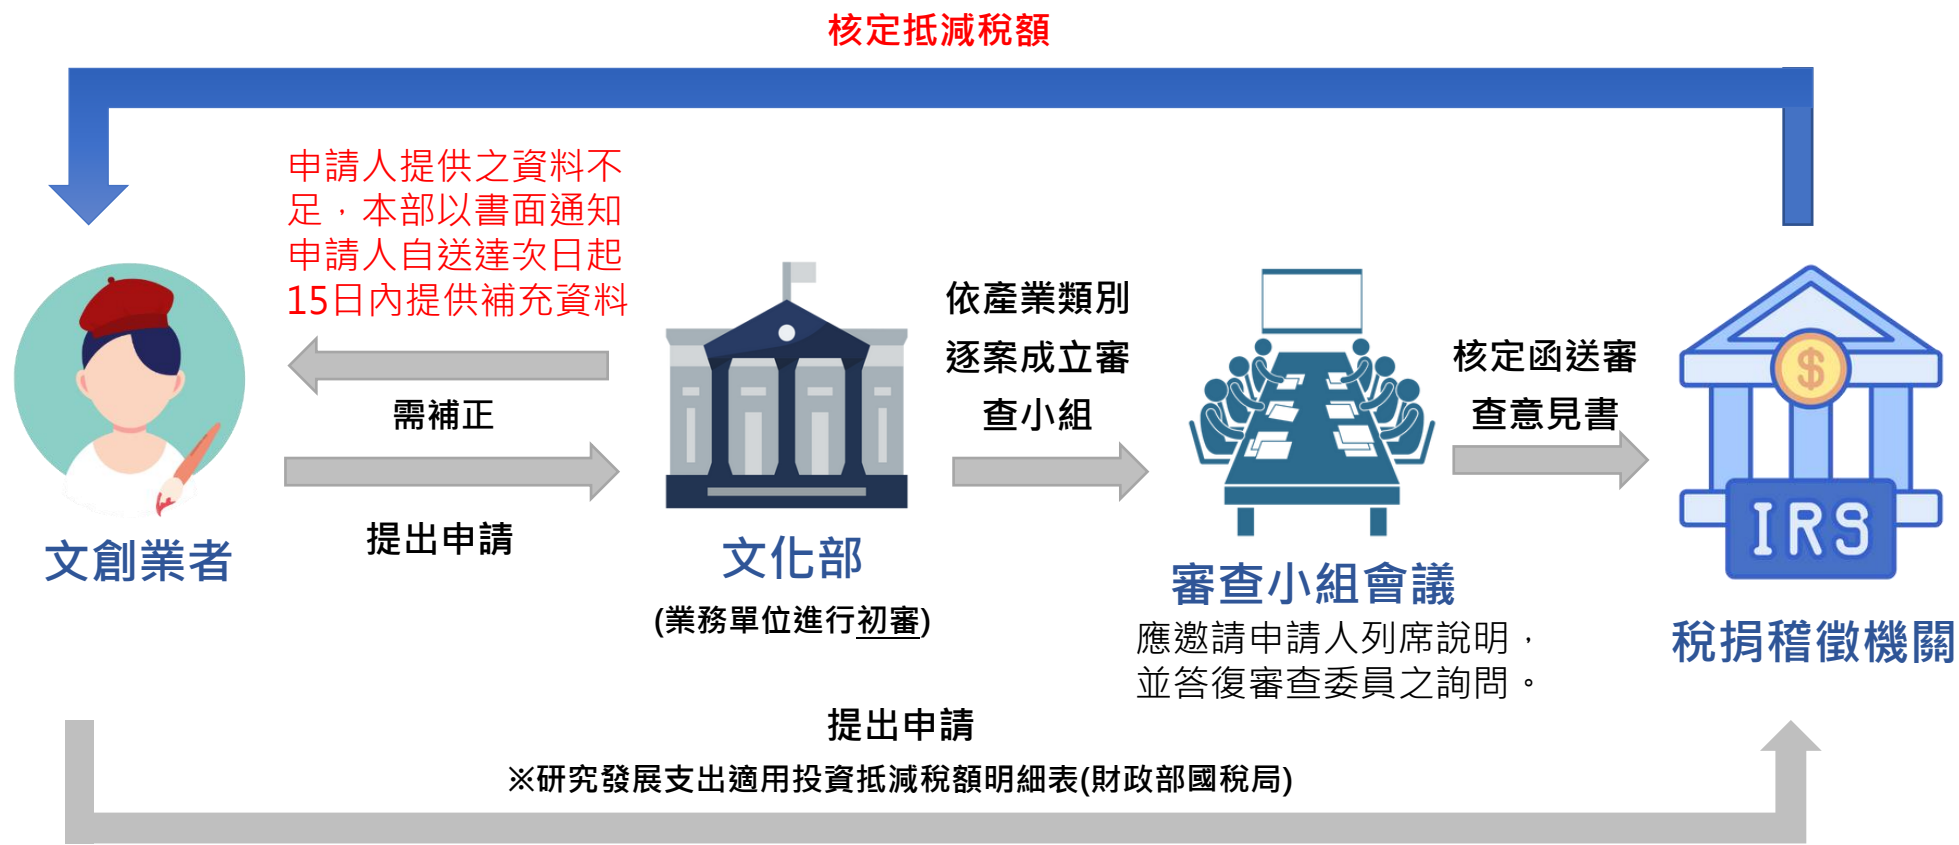 核定抵減稅額
申請人提供之資料不
足，本部以書面通知
申請人自送達次日起
15日內提供補充資料
需補正
提出申請
文創業者
文化部
(業務單位進行初審)
依產業類別
逐案成立審
查小組
審查小組會議
應邀請申請人列席說明，
並答復審查委員之詢問。
核定函送審
查意見書
IRS
稅捐稽徵機關
提出申請
※研究發展支出適用投資抵減稅額明細表(財政部國稅局)